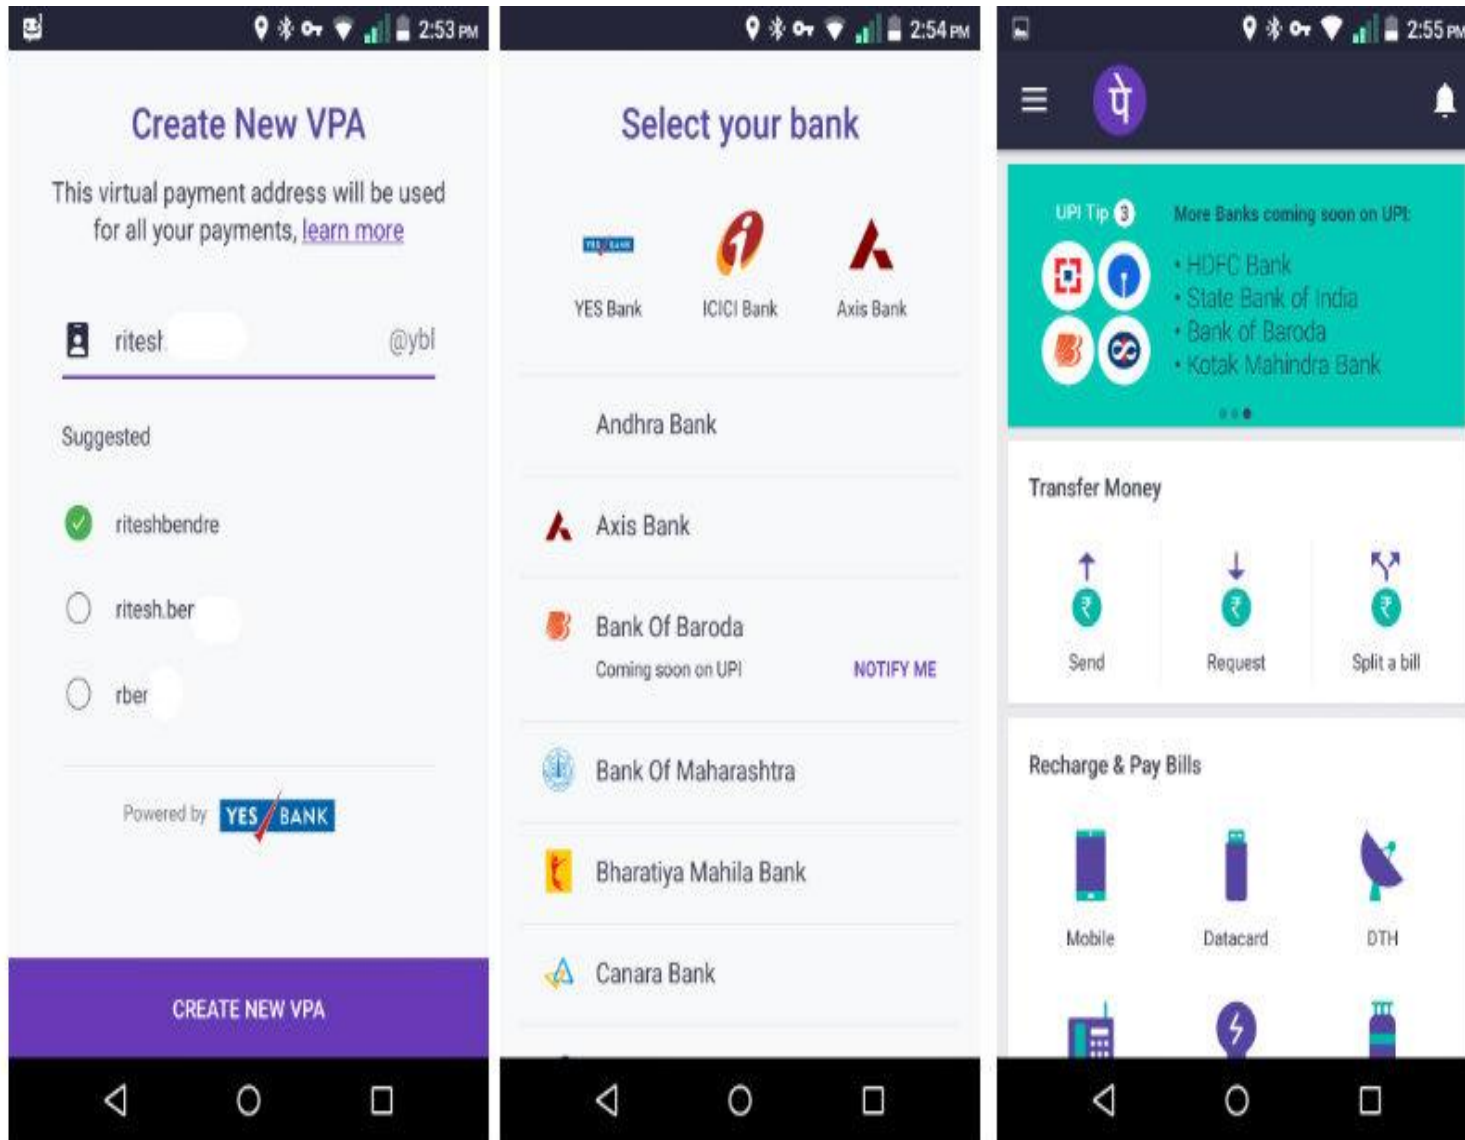 2:53 PM
Create New VPA
This virtual payment address will be used
for all your payments, learn more
@ybl
Suggested
riteshbendre
ritesh.ber
rber
Powered by YES BANK
CREATE NEW VPA
2:54 PM
Select your bank
YES BANK
YES Bank
ICICI Bank
Axis Bank
Andhra Bank
Axis Bank
Bank Of Baroda
Coming soon on UPI NOTIFY ME
Bank Of Maharashtra
Bharatiya Mahila Bank
Canara Bank
2:55 PM
पे
UPI Tip 3
More Banks coming soon on UPI:
• HDFC Bank
• State Bank of India
• Bank of Baroda
• Kotak Mahindra Bank
Transfer Money
₹ ₹ ₹
Send Request Split a bill
Recharge & Pay Bills
Mobile Datacard DTH